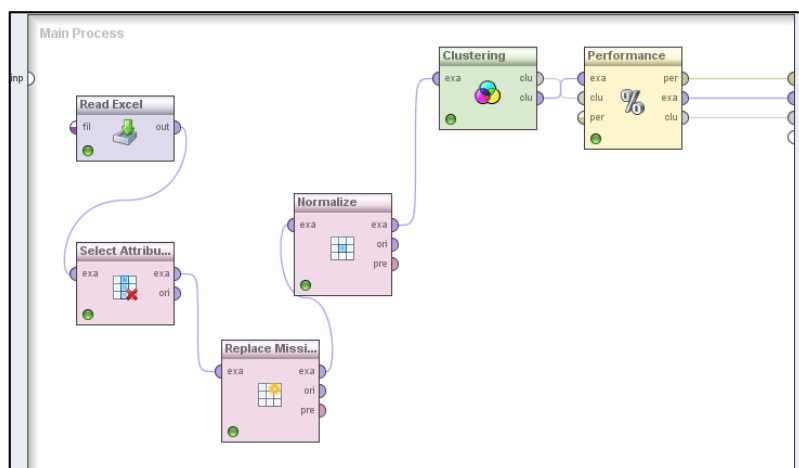 Main Process
inp
Read Excel
fil out
Select Attribu...
exa exa
ori
Replace Missi...
exa exa
ori
pre
Normalize
exa exa
ori
pre
Clustering
exa clu
clu
Performance
exa per
clu exa
per clu
%